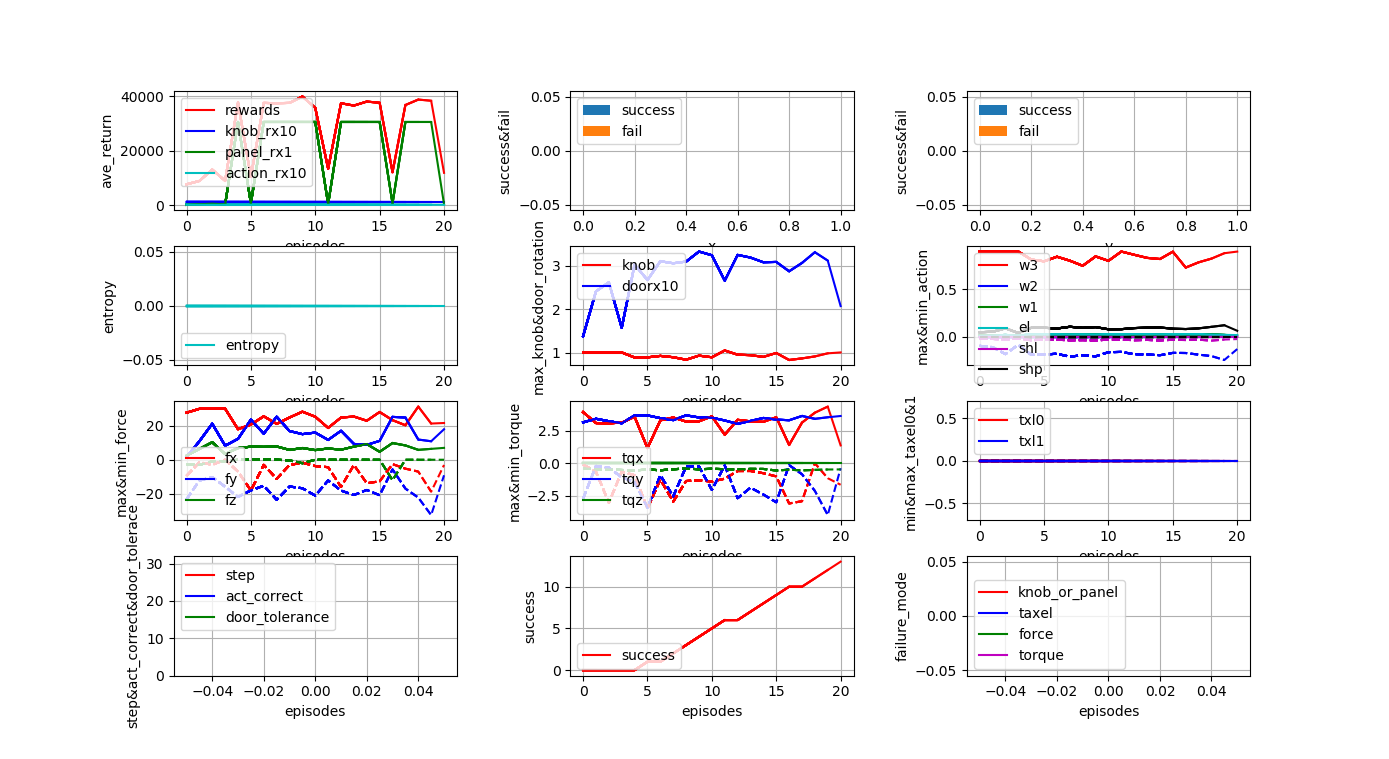 ave_return
40000
20000
0
rewards
knob_rx10
panel_rx1
action_rx10
0 5 10 15 20
episodes
success&fail
0.05
0.00
−0.05
success
fail
0.0 0.2 0.4 0.6 0.8 1.0
x
success&fail
0.05
0.00
−0.05
success
fail
0.0 0.2 0.4 0.6 0.8 1.0
entropy
0.05
0.00
−0.05
entropy
max_knob&door_rotation
3
2
1
knob
doorx10
0 5 10 15 20
episodes
max&min_action
0.5
0.0
w3
w2
w1
el
shl
shp
0 5 10 15 20
max&min_force
20
0
−20
fx
fy
fz
0 5 10 15 20
episodes
max&min_torque
2.5
0.0
−2.5
tqx
tqy
tqz
0 5 10 15 20
episodes
min&max_taxel0&1
0.5
0.0
−0.5
txl0
txl1
0 5 10 15 20
step&act_correct&door_tolerace
30
20
10
0
step
act_correct
door_tolerance
−0.04 −0.02 0.00 0.02 0.04
episodes
success
10
5
0
success
0 5 10 15 20
episodes
failure_mode
0.05
0.00
−0.05
knob_or_panel
taxel
force
torque
−0.04 −0.02 0.00 0.02 0.04
episodes